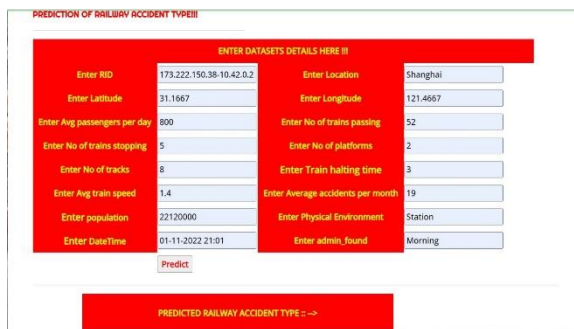 PREDICTION OF RAILWAY ACCIDENT TYPE!!!
ENTER DATASETS DETAILS HERE !!!
Enter RID 173.222.150.38-10.42.0.2 Enter Location Shanghai
Enter Latitude 31.1667 Enter Longitude 121.4667
Enter Avg passengers per day 800 Enter No of trains passing 52
Enter No of trains stopping 5 Enter No of platforms 2
Enter No of tracks 8 Enter Train halting time 3
Enter Avg train speed 1.4 Enter Average accidents per month 19
Enter population 22120000 Enter Physical Environment Station
Enter DateTime 01-11-2022 21:01 Enter admin_found Morning
Predict
PREDICTED RAILWAY ACCIDENT TYPE :: -->